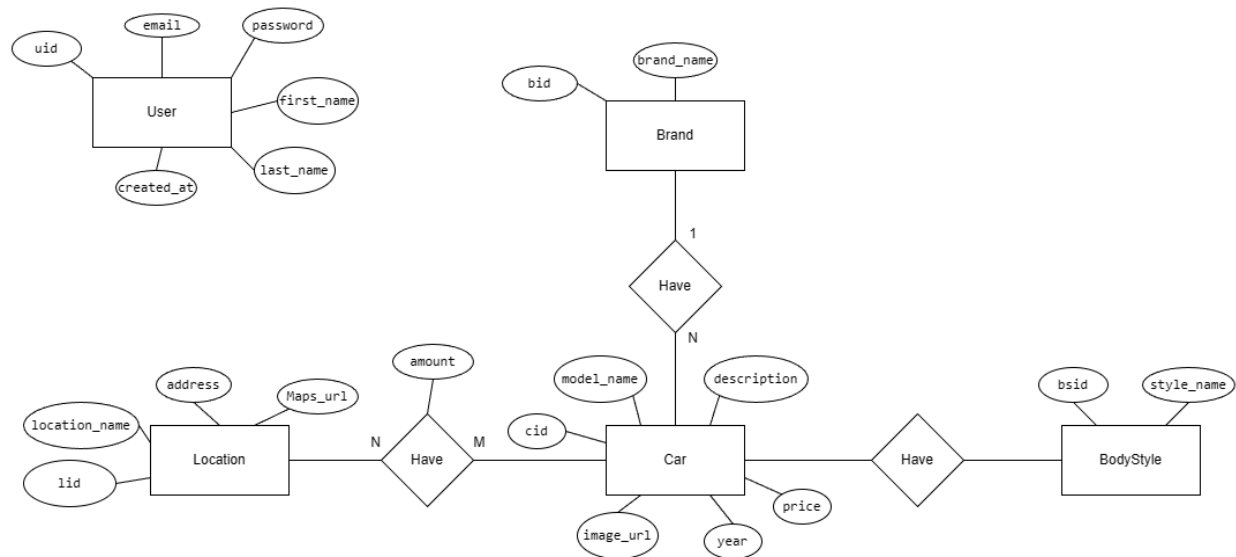 email
password
uid
User
first_name
last_name
created_at
brand_name
bid
Brand
1
Have
N
amount
model_name
description
address
Maps_url
location_name
lid
Location
N
Have
M
cid
Car
price
image_url
year
Have
bsid
style_name
BodyStyle